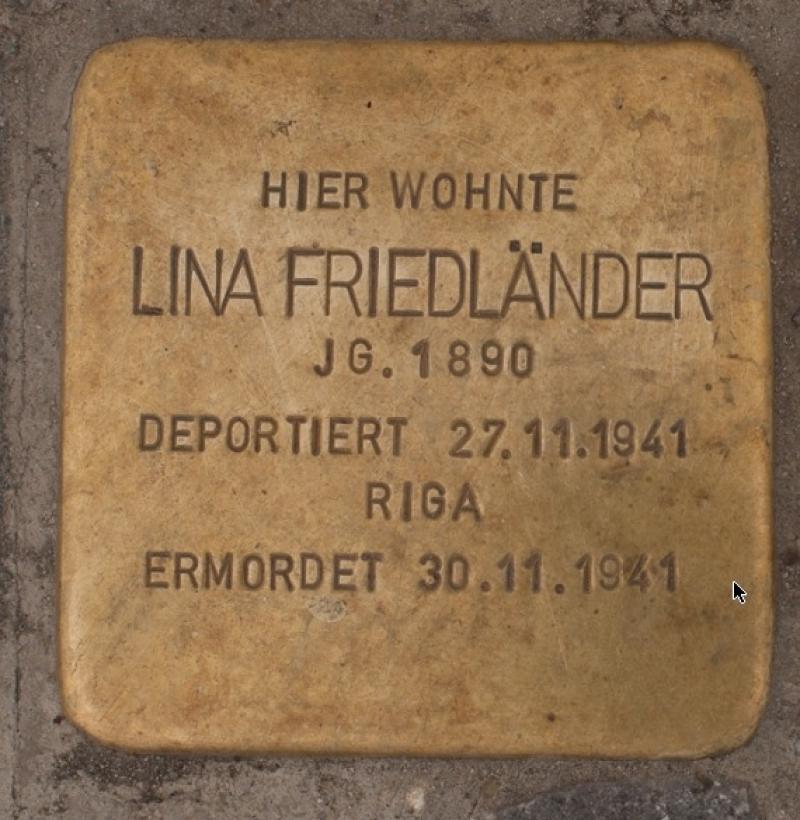 HIER WOHNTE
LINA FRIEDLÄNDER
JG. 1890
DEPORTIERT 27.11.1941
RIGA
ERMORDET 30.11.1941